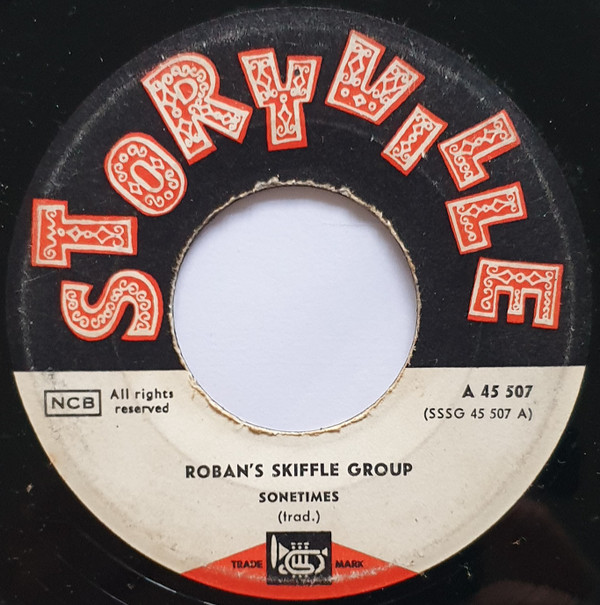 STORYVILLE
NCB
All rights
reserved
A 45 507
(SSSG 45 507 A)
ROBAN'S SKIFFLE GROUP
SONETIMES
(trad.)
TRADE MARK